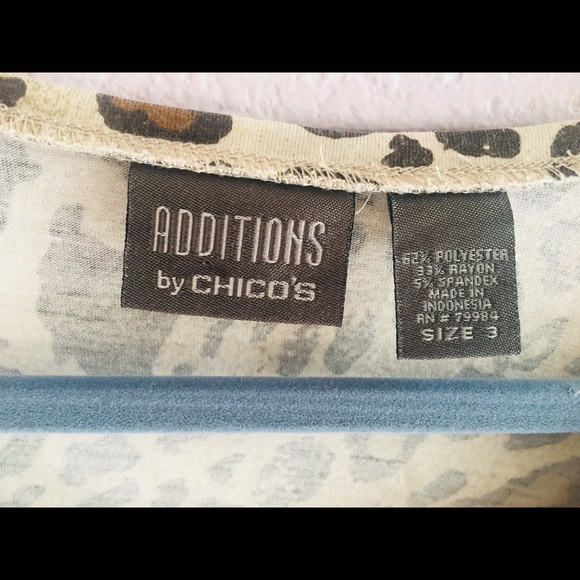 ADDITIONS
by CHICO'S
62% POLYESTER
33% RAYON
5% SPANDEX
MADE IN
INDONESIA
RN # 79984
SIZE 3